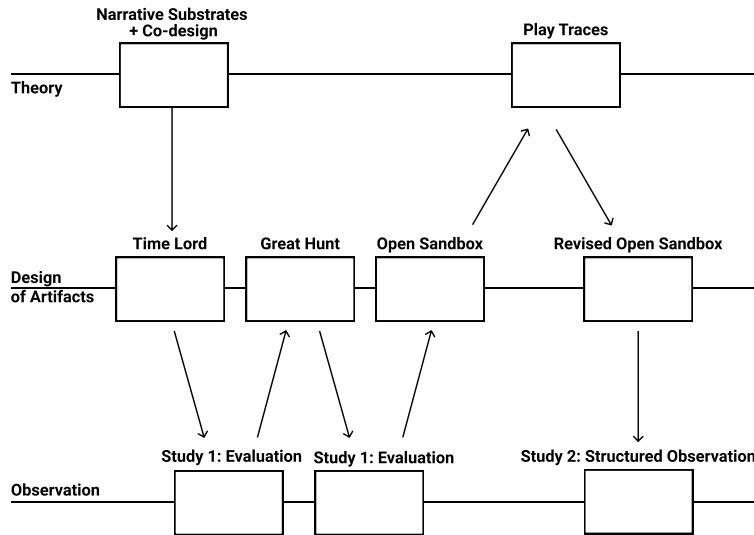 Narrative Substrates
+ Co-design
Play Traces
Theory
Time Lord
Great Hunt
Open Sandbox
Revised Open Sandbox
Design
of Artifacts
Study 1: Evaluation
Study 1: Evaluation
Study 2: Structured Observation
Observation